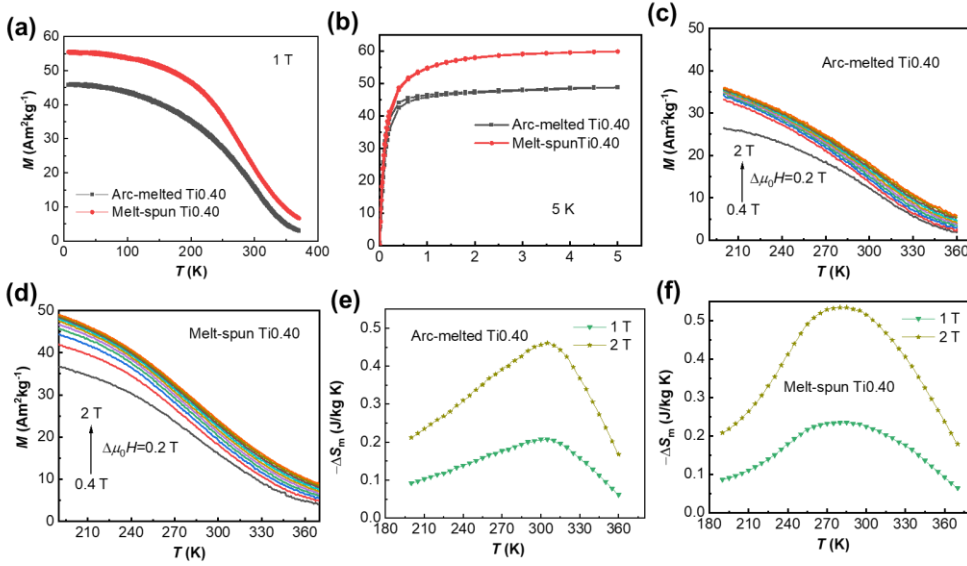 (a)
1 T
M (Am²kg⁻¹)
60
50
40
30
20
10
0
Arc-melted Ti0.40
Melt-spun Ti0.40
0 100 200 300 400
T (K)
(b)
60
50
40
30
20
10
0
Arc-melted Ti0.40
Melt-spunTi0.40
5 K
0 1 2 3 4 5
(c)
M (Am²kg⁻¹)
50
40
30
20
10
0
Arc-melted Ti0.40
2 T
Δμ₀H=0.2 T
0.4 T
210 240 270 300 330 360
T (K)
(d)
M (Am²kg⁻¹)
50
40
30
20
10
0
Melt-spun Ti0.40
2 T
Δμ₀H=0.2 T
0.4 T
210 240 270 300 330 360
T (K)
(e)
−ΔSₘ (J/kg K)
0.5
0.4
0.3
0.2
0.1
0.0
Arc-melted Ti0.40
1 T
2 T
180 210 240 270 300 330 360
T (K)
(f)
−ΔSₘ (J/kg K)
0.5
0.4
0.3
0.2
0.1
0.0
1 T
2 T
Melt-spun Ti0.40
180 210 240 270 300 330 360
T (K)